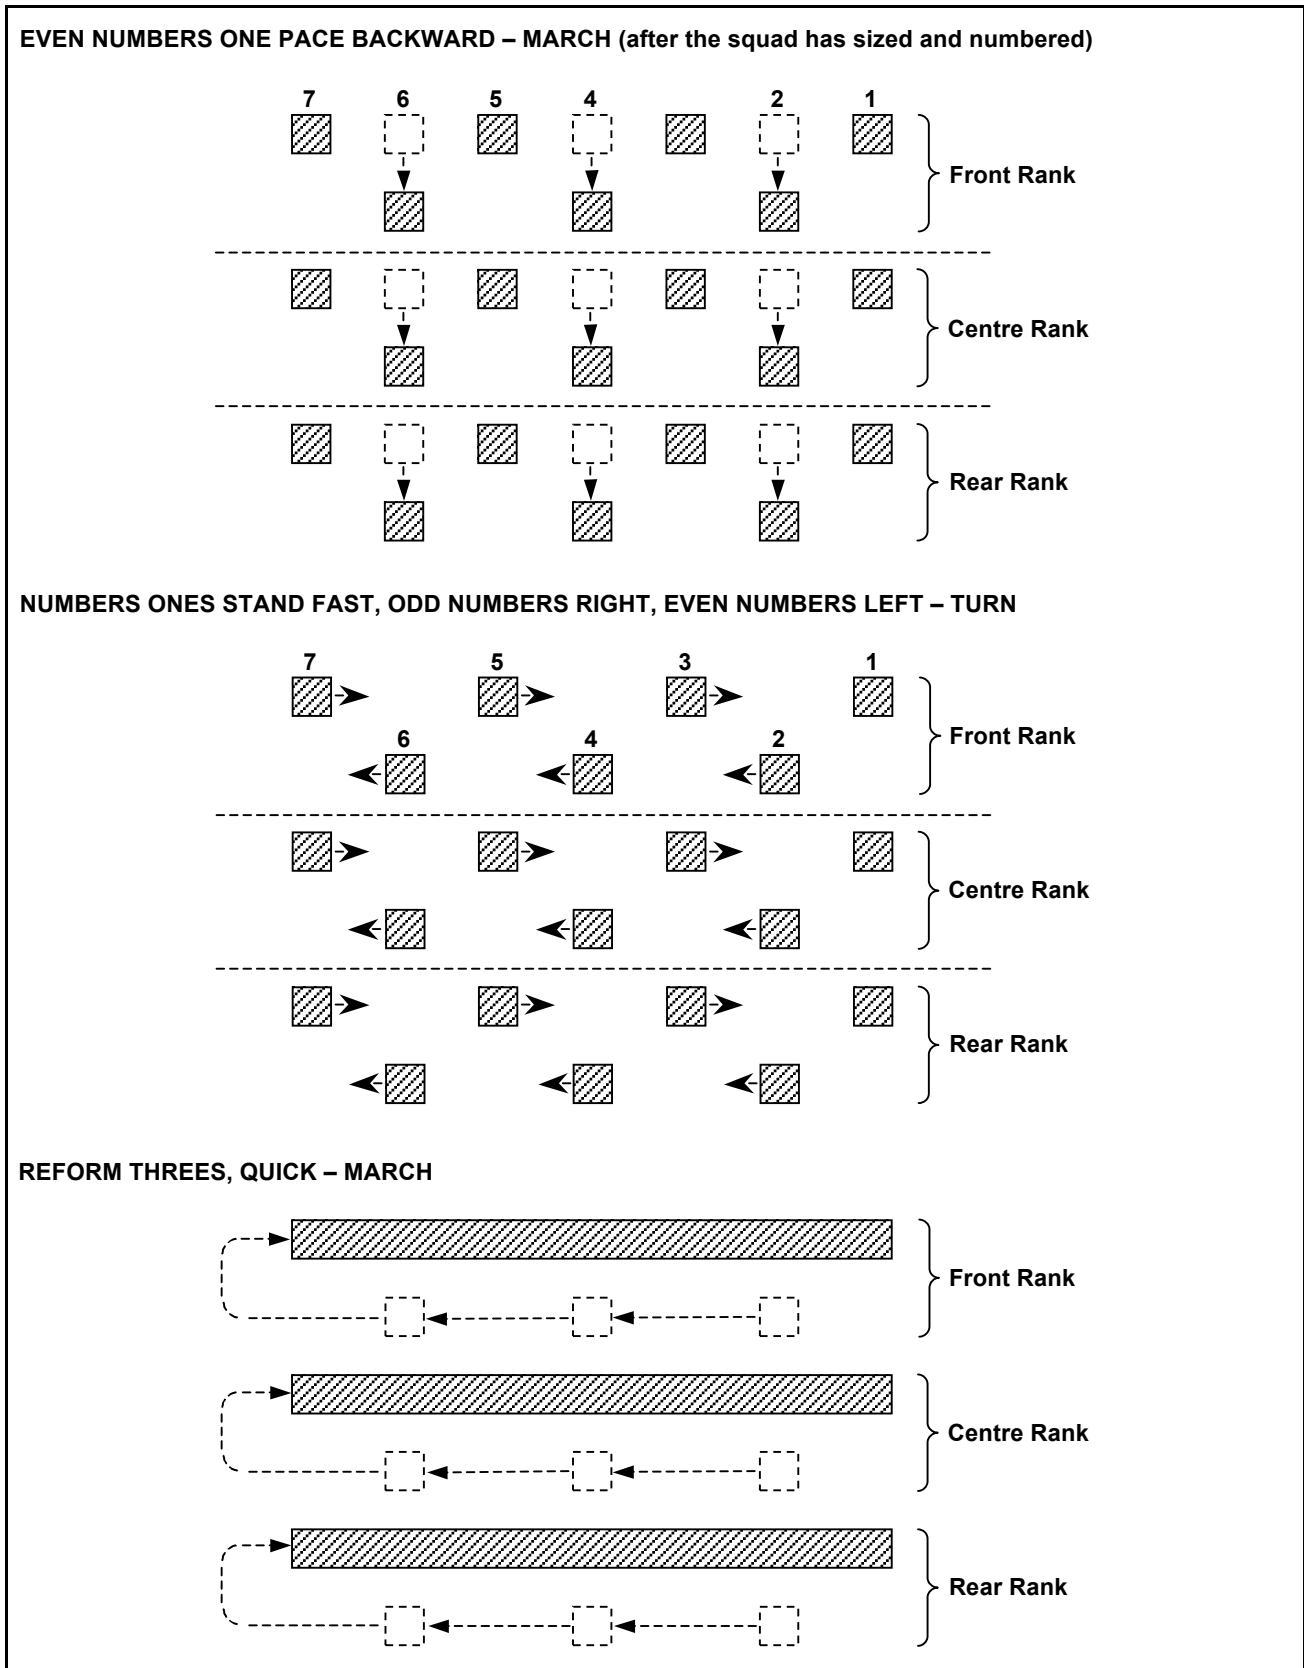 EVEN NUMBERS ONE PACE BACKWARD – MARCH (after the squad has sized and numbered)
7 6 5 4 2 1
Front Rank
Centre Rank
Rear Rank
NUMBERS ONES STAND FAST, ODD NUMBERS RIGHT, EVEN NUMBERS LEFT – TURN
7 5 3 1
6 4 2
Front Rank
Centre Rank
Rear Rank
REFORM THREES, QUICK – MARCH
Front Rank
Centre Rank
Rear Rank